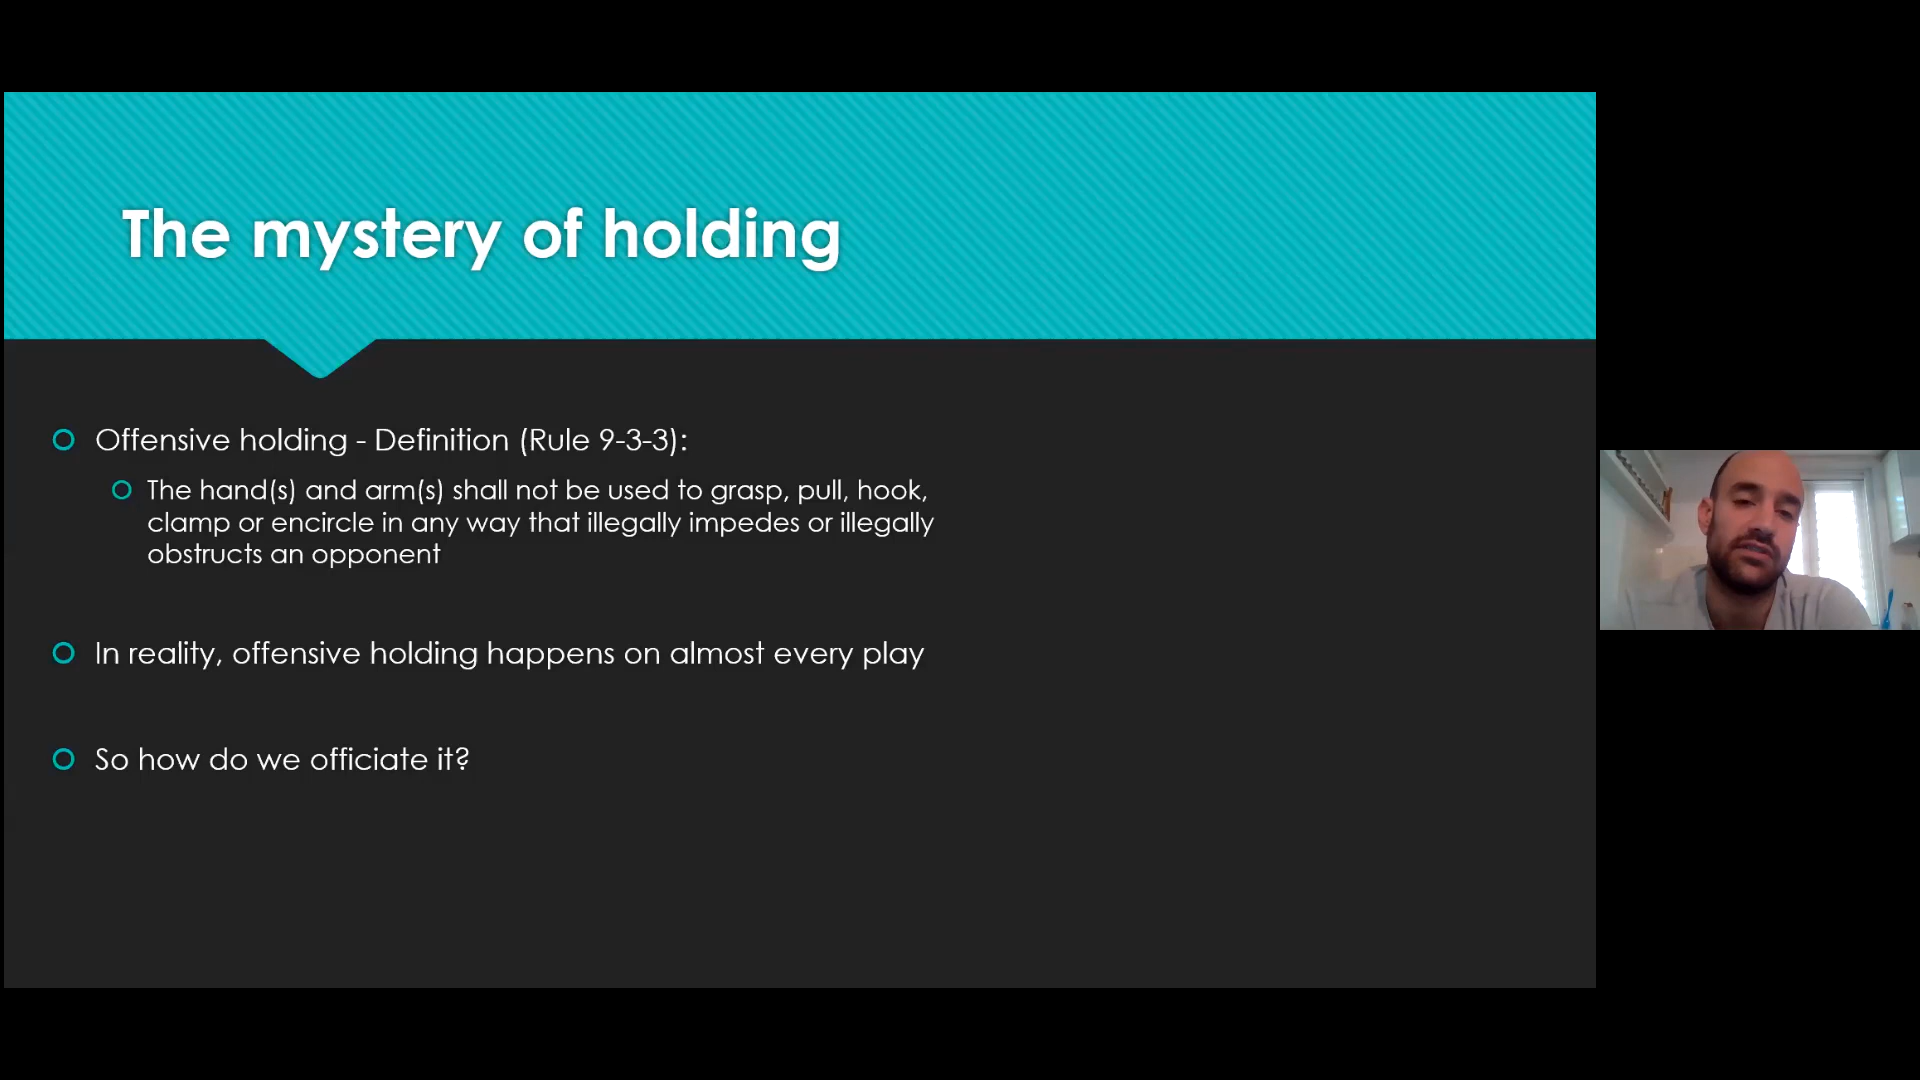 The mystery of holding
Offensive holding - Definition (Rule 9-3-3):
The hand(s) and arm(s) shall not be used to grasp, pull, hook,
clamp or encircle in any way that illegally impedes or illegally
obstructs an opponent
In reality, offensive holding happens on almost every play
So how do we officiate it?